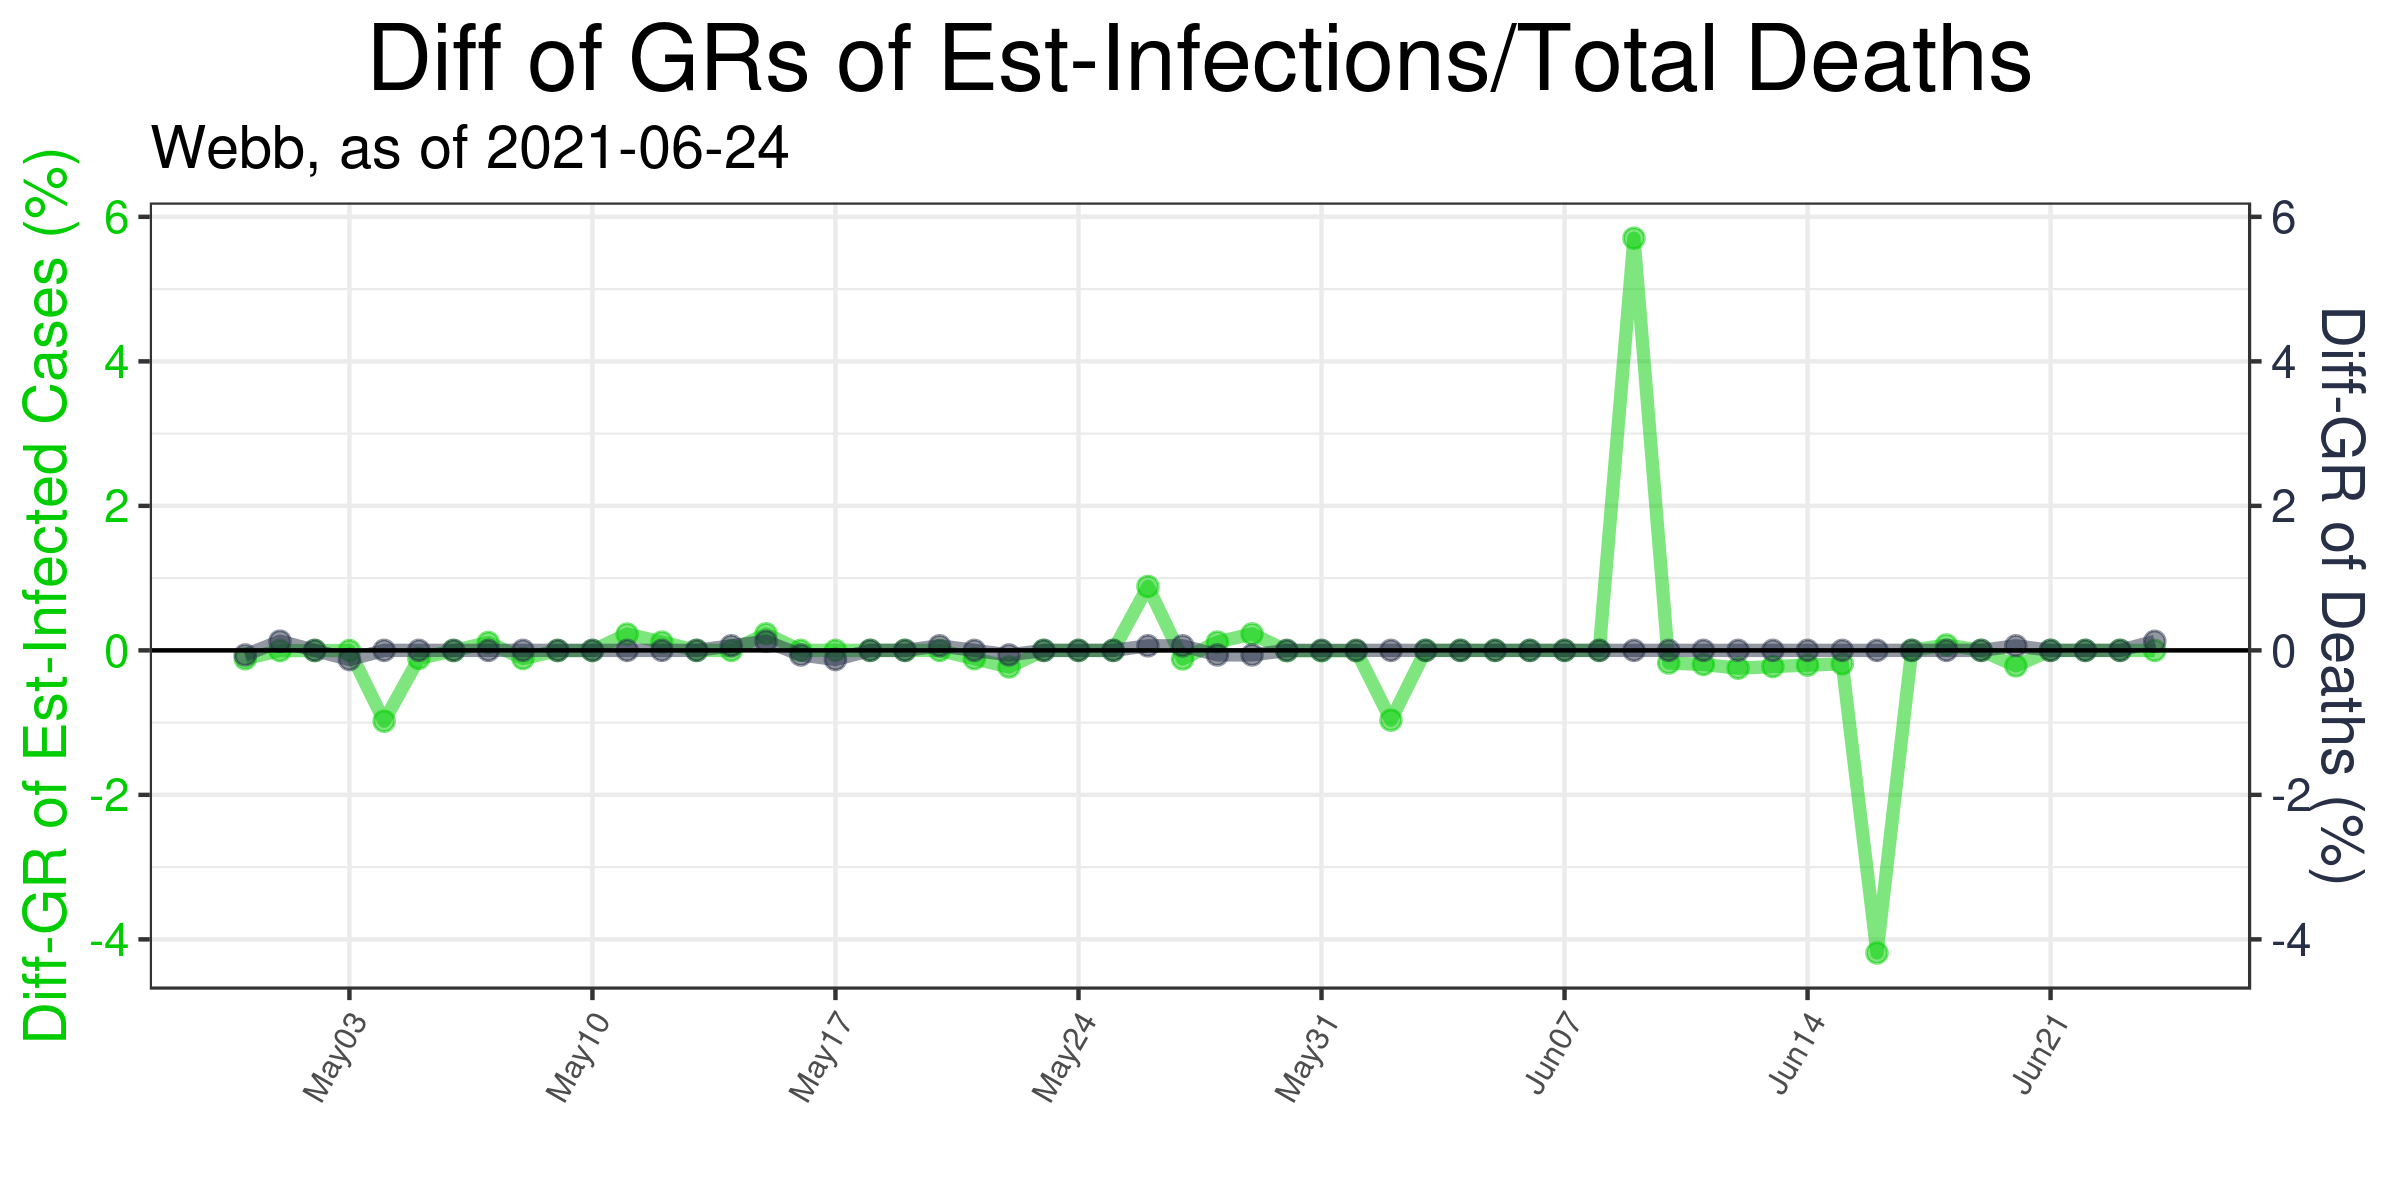 Diff of GRs of Est-Infections/Total Deaths
Webb, as of 2021-06-24
Diff-GR of Est-Infected Cases (%)
6
4
2
0
-2
-4
6
4
2
0
-2
-4
Diff-GR of Deaths (%)
May03
May10
May17
May24
May31
Jun07
Jun14
Jun21